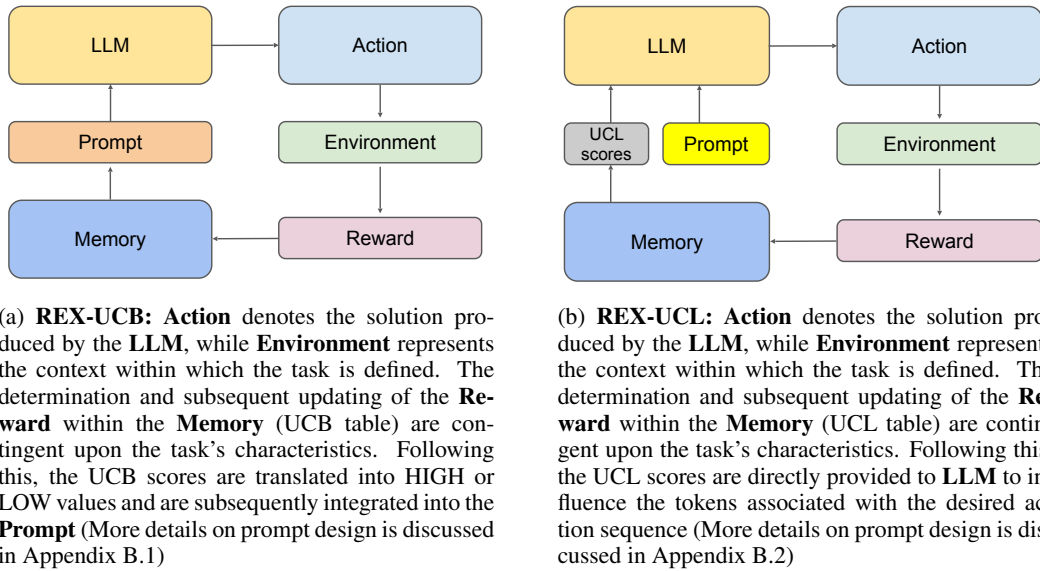 LLM
Action
Prompt
Environment
Memory
Reward
(a) REX-UCB: Action denotes the solution pro-
duced by the LLM, while Environment represents
the context within which the task is defined. The
determination and subsequent updating of the Re-
ward within the Memory (UCB table) are con-
tingent upon the task's characteristics. Following
this, the UCB scores are translated into HIGH or
LOW values and are subsequently integrated into the
Prompt (More details on prompt design is discussed
in Appendix B.1)
LLM
Action
UCL
scores
Prompt
Environment
Memory
Reward
(b) REX-UCL: Action denotes the solution pro
duced by the LLM, while Environment represent
the context within which the task is defined. Th
determination and subsequent updating of the Re
ward within the Memory (UCL table) are contin
gent upon the task's characteristics. Following this
the UCL scores are directly provided to LLM to in
fluence the tokens associated with the desired ac
tion sequence (More details on prompt design is dis
cussed in Appendix B.2)